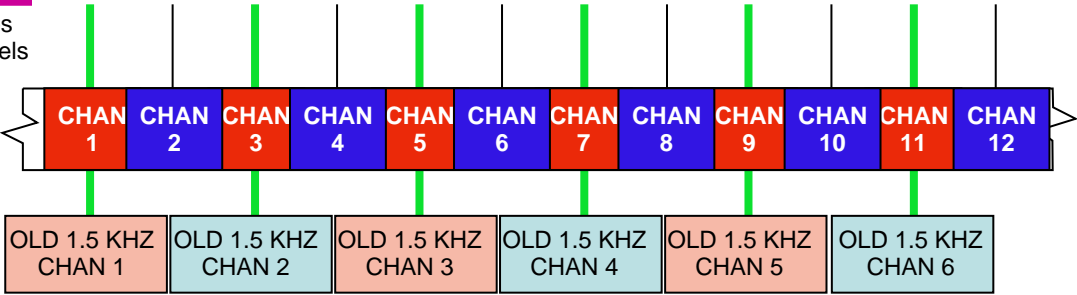 s
els
CHAN 1
CHAN 2
CHAN 3
CHAN 4
CHAN 5
CHAN 6
CHAN 7
CHAN 8
CHAN 9
CHAN 10
CHAN 11
CHAN 12
OLD 1.5 KHZ
CHAN 1
OLD 1.5 KHZ
CHAN 2
OLD 1.5 KHZ
CHAN 3
OLD 1.5 KHZ
CHAN 4
OLD 1.5 KHZ
CHAN 5
OLD 1.5 KHZ
CHAN 6